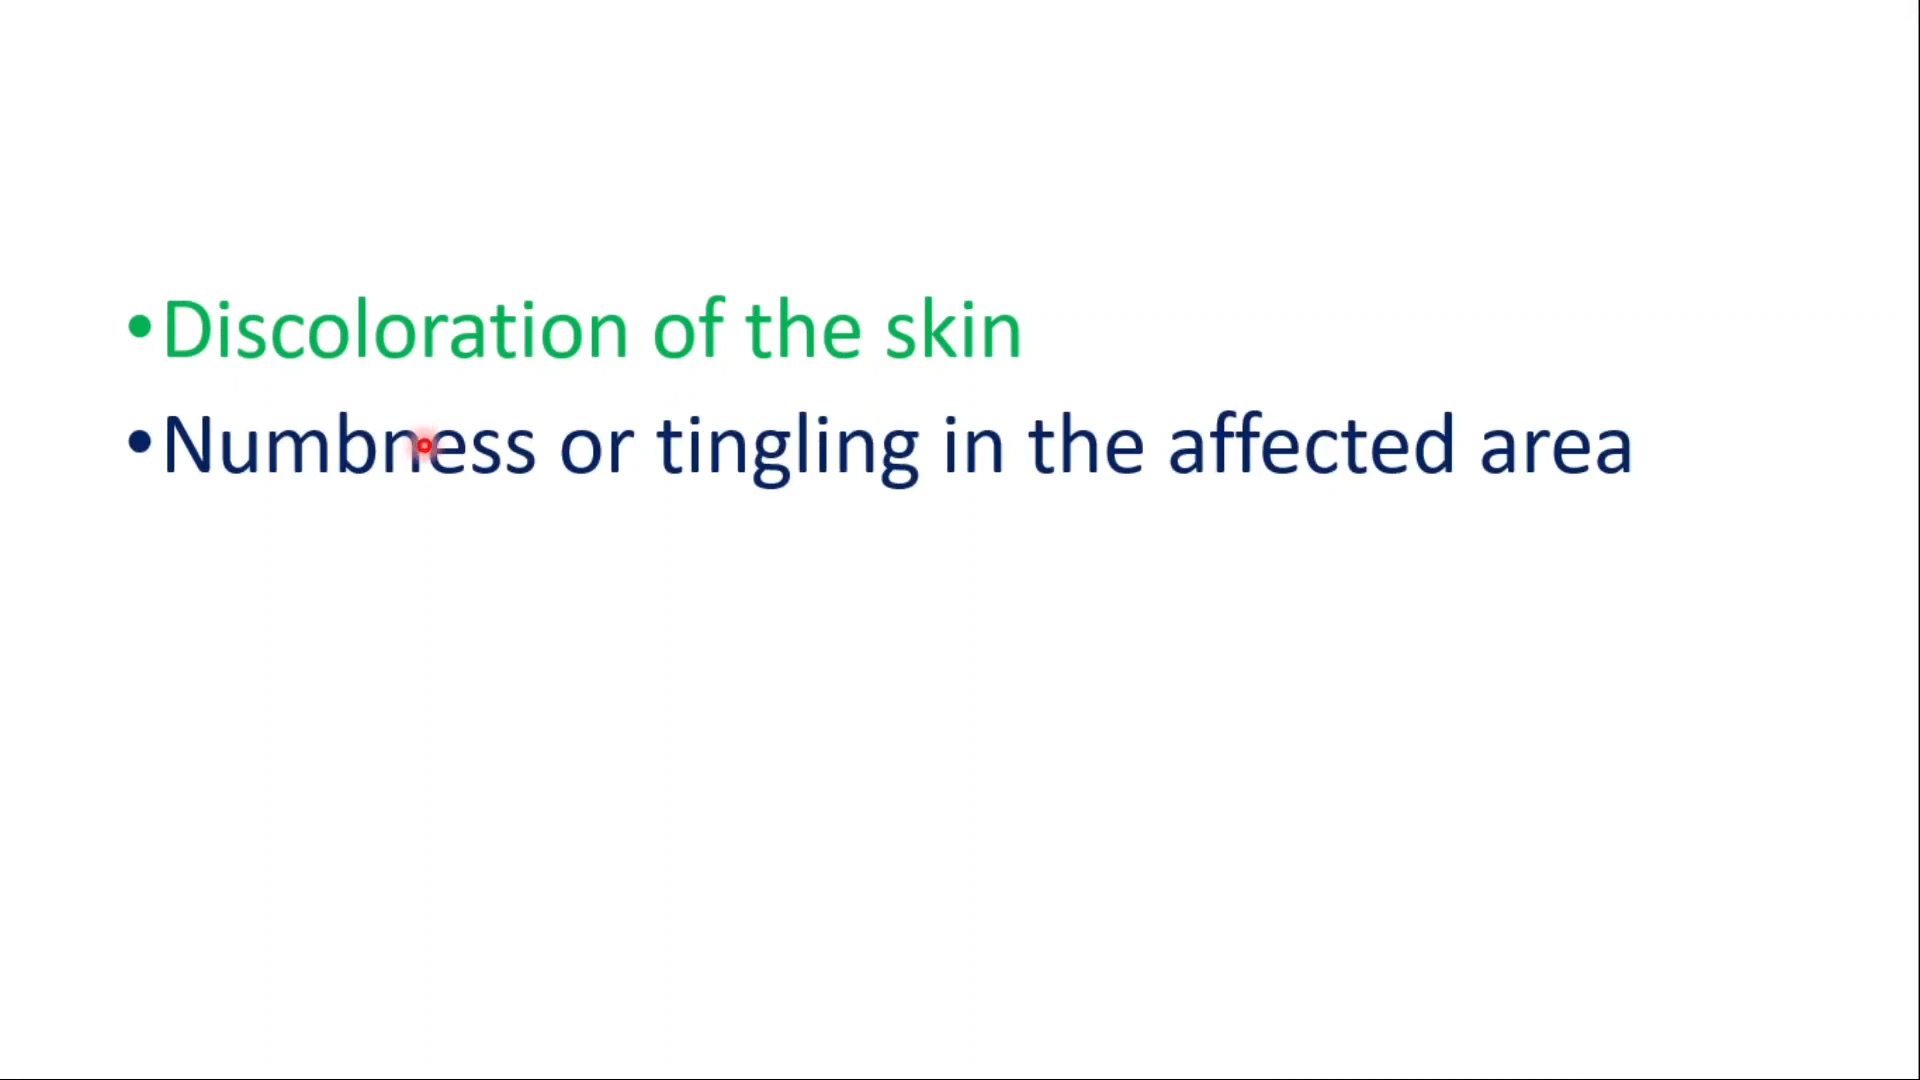 •Discoloration of the skin
•Numbness or tingling in the affected area